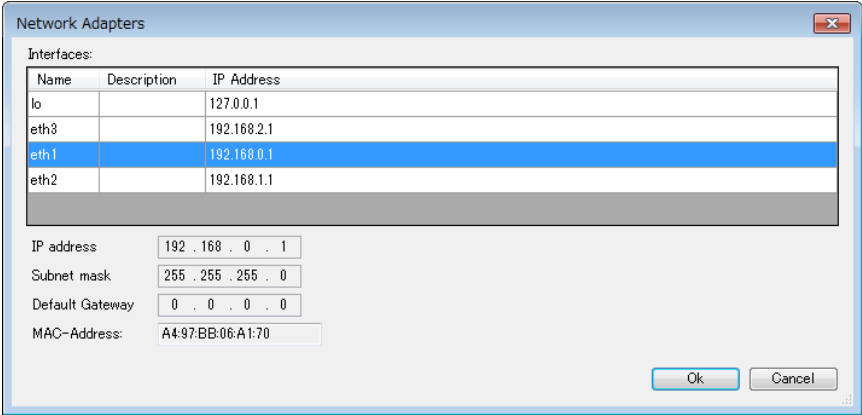 Network Adapters
Interfaces:
Name Description IP Address
lo 127.0.0.1
eth3 192.168.2.1
eth1 192.168.0.1
eth2 192.168.1.1
IP address 192 . 168 . 0 . 1
Subnet mask 255 . 255 . 255 . 0
Default Gateway 0 . 0 . 0 . 0
MAC-Address: A4:97:BB:06:A1:70
Ok Cancel